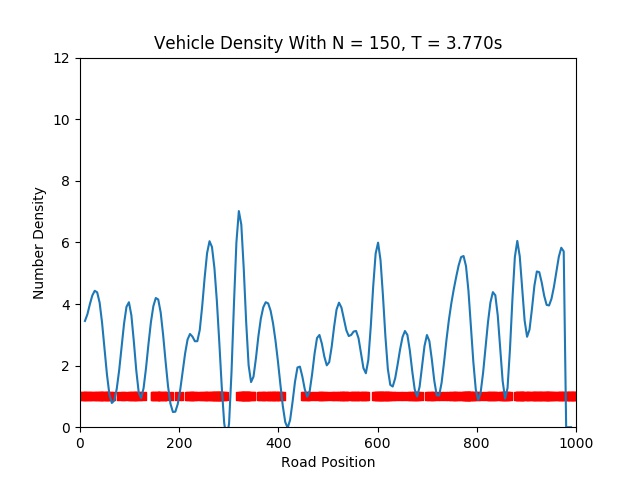 Vehicle Density With N = 150, T = 3.770s
12
10
8
6
4
2
0
Number Density
0 200 400 600 800 1000
Road Position